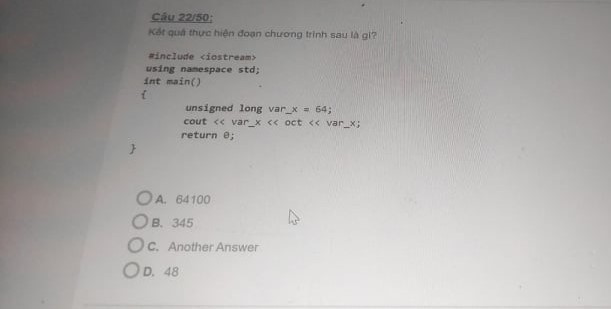 Câu 22/50:
Kết quả thực hiện đoạn chương trình sau là gì?
#include <iostream>
using namespace std;
int main()
{
unsigned long var_x = 64;
cout << var_x << oct << var_x;
return 0;
}
A. 64100
B. 345
C. Another Answer
D. 48